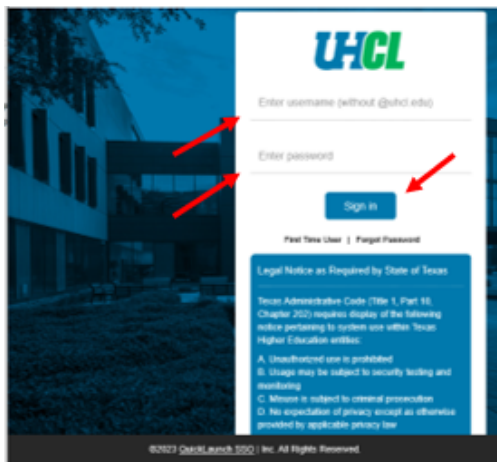 UHCL
Enter username (without @uhcl.edu)
Enter password
Sign in
First Time User | Forgot Password
Legal Notice as Required by State of Texas
Texas Administrative Code (Title 1, Part 10,
Chapter 202) requires display of the following
notice pertaining to system use within Texas
Higher Education entities:
A. Unauthorized use is prohibited
B. Usage may be subject to security testing and
monitoring
C. Misuse is subject to criminal prosecution
D. No expectation of privacy except as otherwise
provided by applicable privacy law
©2023 QuickLaunch SSO | Inc. All Rights Reserved.